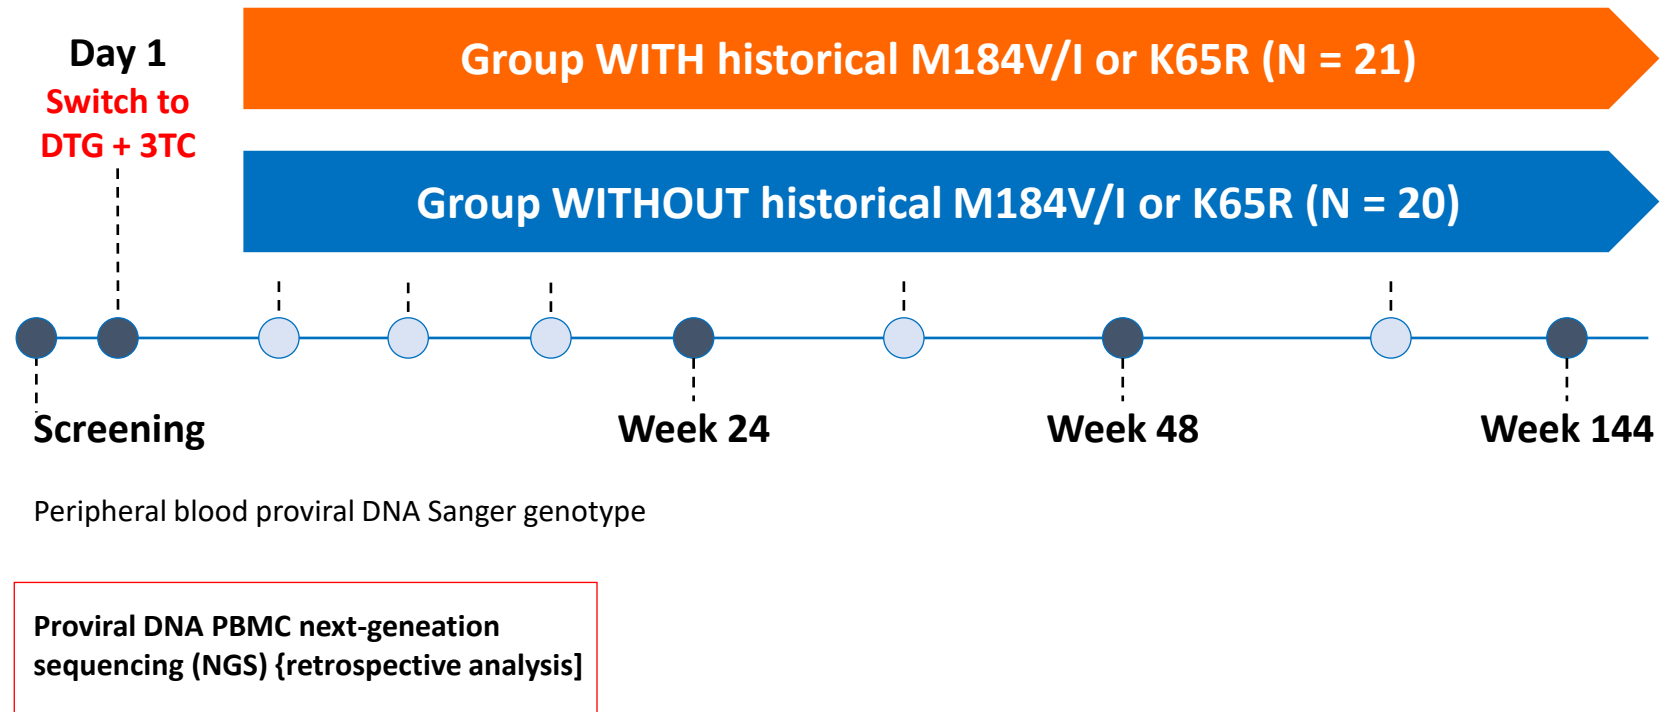 Day 1
Switch to
DTG + 3TC
Group WITH historical M184V/I or K65R (N = 21)
Group WITHOUT historical M184V/I or K65R (N = 20)
Screening
Week 24
Week 48
Week 144
Peripheral blood proviral DNA Sanger genotype
Proviral DNA PBMC next-geneation
sequencing (NGS) {retrospective analysis]